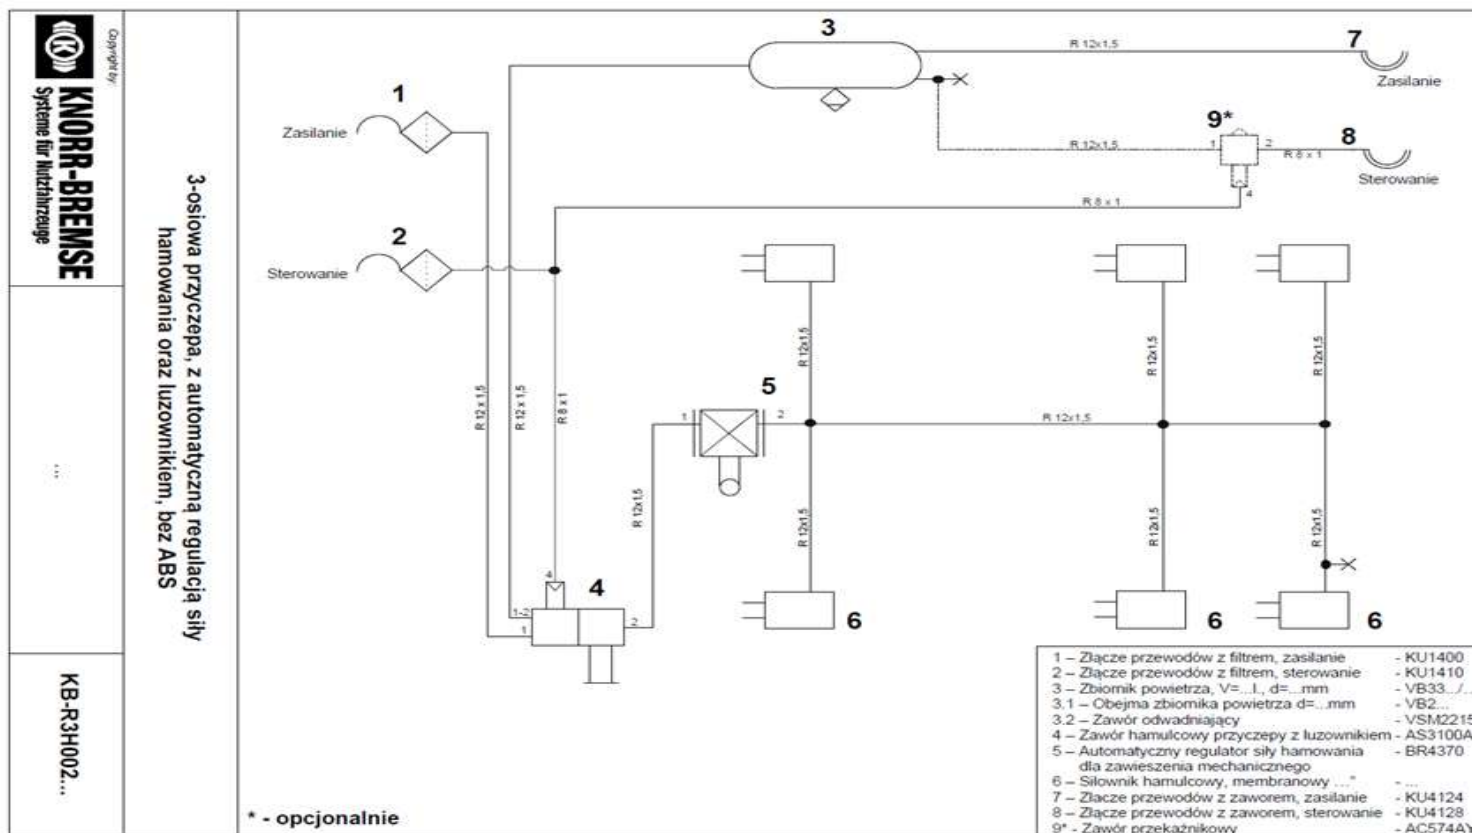 Copyright by:
KNORR-BREMSE
Systeme für Nutzfahrzeuge
...
KB-R3H002...
3-osiowa przyczepa, z automatyczną regulacją siły
hamowania oraz luzownikiem, bez ABS
3
R 12x1,5
7
Zasilanie
1
Zasilanie
9*
R 12x1,5
1
2
R 8 x 1
8
Sterowanie
4
R 8 x 1
2
Sterowanie
R 12 x 1,5
R 12 x 1,5
R 8 x 1
R 12x1,5
R 12x1,5
R 12x1,5
5
1
2
R 12x1,5
R 12x1,5
R 12x1,5
R 12x1,5
R 12x1,5
4
4
1-2
1
2
6
6
6
1 – Złącze przewodów z filtrem, zasilanie - KU1400
2 – Złącze przewodów z filtrem, sterowanie - KU1410
3 – Zbiornik powietrza, V=...l., d=...mm - VB33.../...
3.1 – Obejma zbiornika powietrza d=...mm - VB2...
3.2 – Zawór odwadniający - VSM2215
4 – Zawór hamulcowy przyczepy z luzownikiem - AS3100A
5 – Automatyczny regulator siły hamowania - BR4370
dla zawieszenia mechanicznego
6 – Siłownik hamulcowy, membranowy ...” - ...
7 – Złacze przewodów z zaworem, zasilanie - KU4124
8 – Złącze przewodów z zaworem, sterowanie - KU4128
9* - Zawór przekaźnikowy - AC574AY
* - opcjonalnie